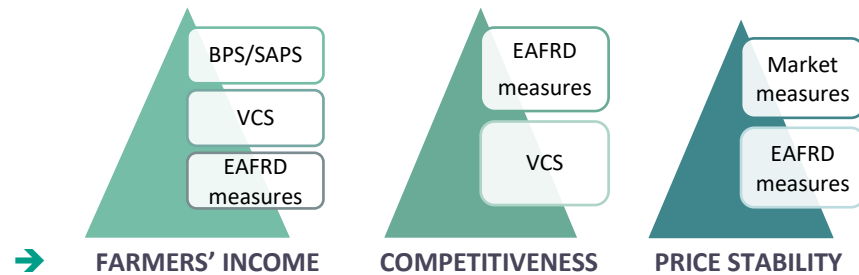 BPS/SAPS
VCS
EAFRD
measures
FARMERS’ INCOME
EAFRD
measures
VCS
COMPETITIVENESS
Market
measures
EAFRD
measures
PRICE STABILITY